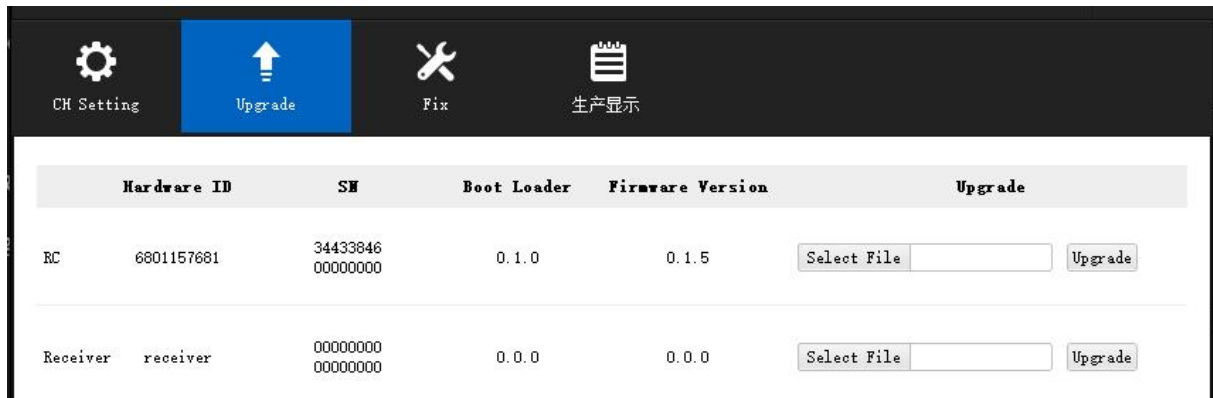 CH Setting Upgrade Fix 生产显示
Hardware ID SN Boot Loader Firmware Version Upgrade
RC 6801157681 34433846 0.1.0 0.1.5 Select File Upgrade
00000000
Receiver receiver 00000000 0.0.0 0.0.0 Select File Upgrade
00000000